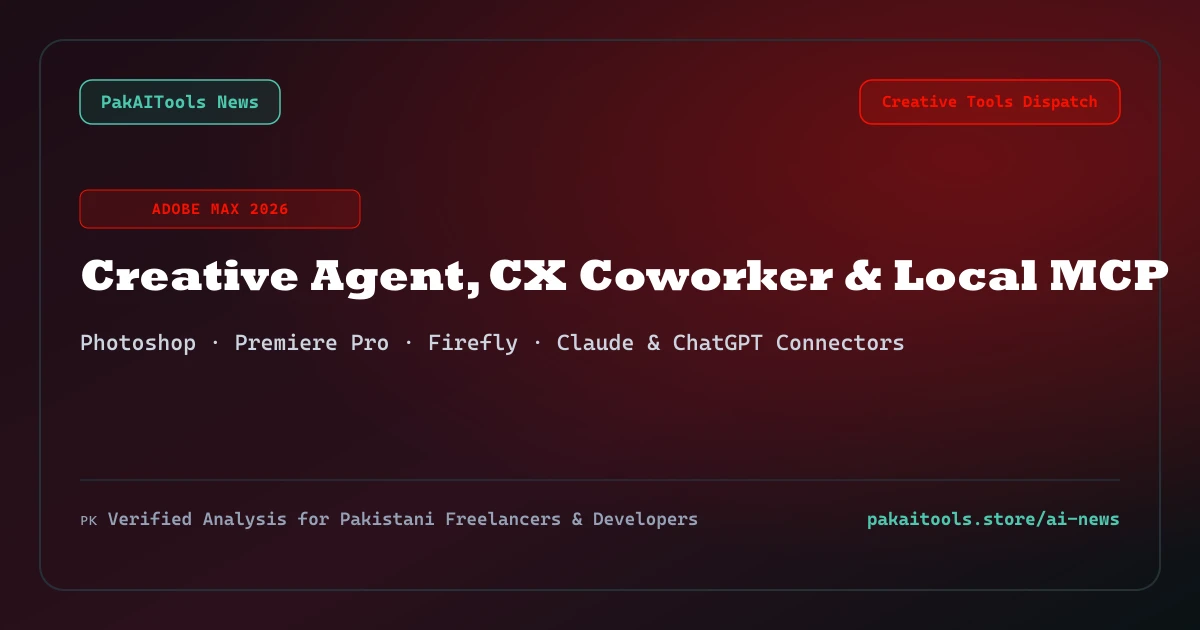 PakAITools News
Creative Tools Dispatch
ADOBE MAX 2026
Creative Agent, CX Coworker & Local MCP
Photoshop · Premiere Pro · Firefly · Claude & ChatGPT Connectors
PK Verified Analysis for Pakistani Freelancers & Developers
pakaitools.store/ai-news